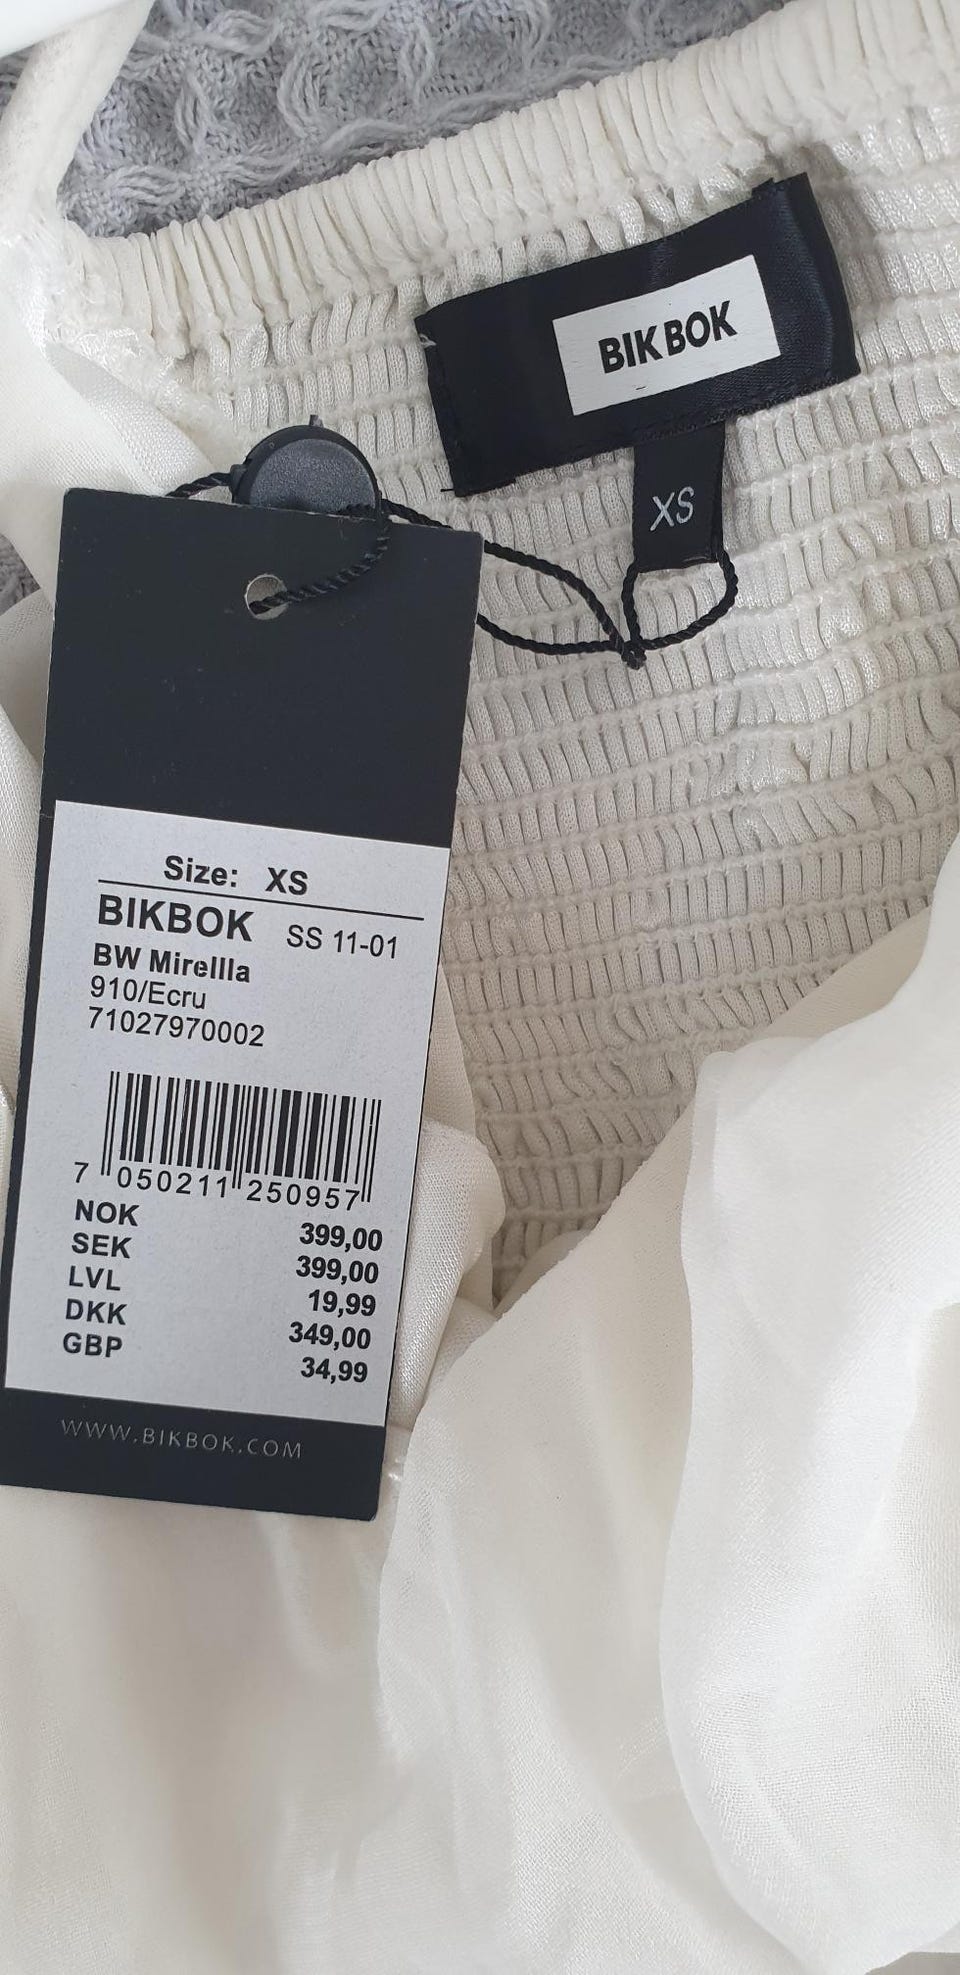 BIK BOK
XS
Size: XS
BIKBOK SS 11-01
BW Mirellla
910/Ecru
71027970002
7 050211 250957
NOK 399,00
SEK 399,00
LVL 19,99
DKK 349,00
GBP 34,99
WWW.BIKBOK.COM